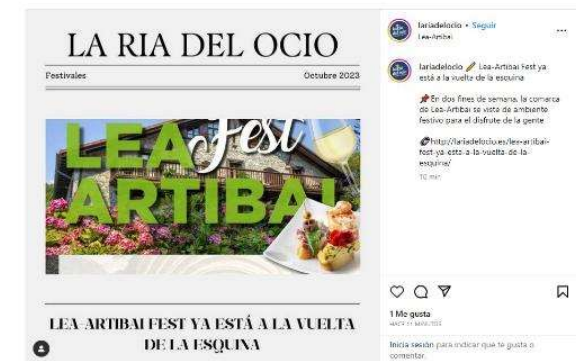 LA RIA DEL OCIO
Festivales
Octubre 2023
LEA Fest
ARTIBAI
LEA-ARTIBAI FEST YA ESTÁ A LA VUELTA
DE LA ESQUINA
lariadelocio • Seguir
Lea-Artibai
lariadelocio 🖊️ Lea-Artibai Fest ya
está a la vuelta de la esquina
📌En dos fines de semana, la comarca
de Lea-Artibai se viste de ambiente
festivo para el disfrute de la gente
🔗http://lariadelocio.es/lea-artibai-
fest-ya-esta-a-la-vuelta-de-la-
esquina/
10 min
1 Me gusta
HACE 11 MINUTOS
Inicia sesión para indicar que te gusta o
comentar.